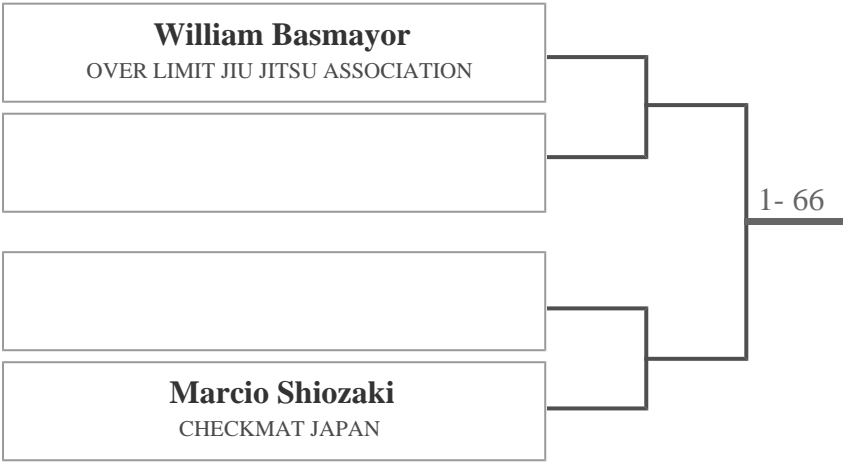 William Basmayor
OVER LIMIT JIU JITSU ASSOCIATION
1- 66
Marcio Shiozaki
CHECKMAT JAPAN